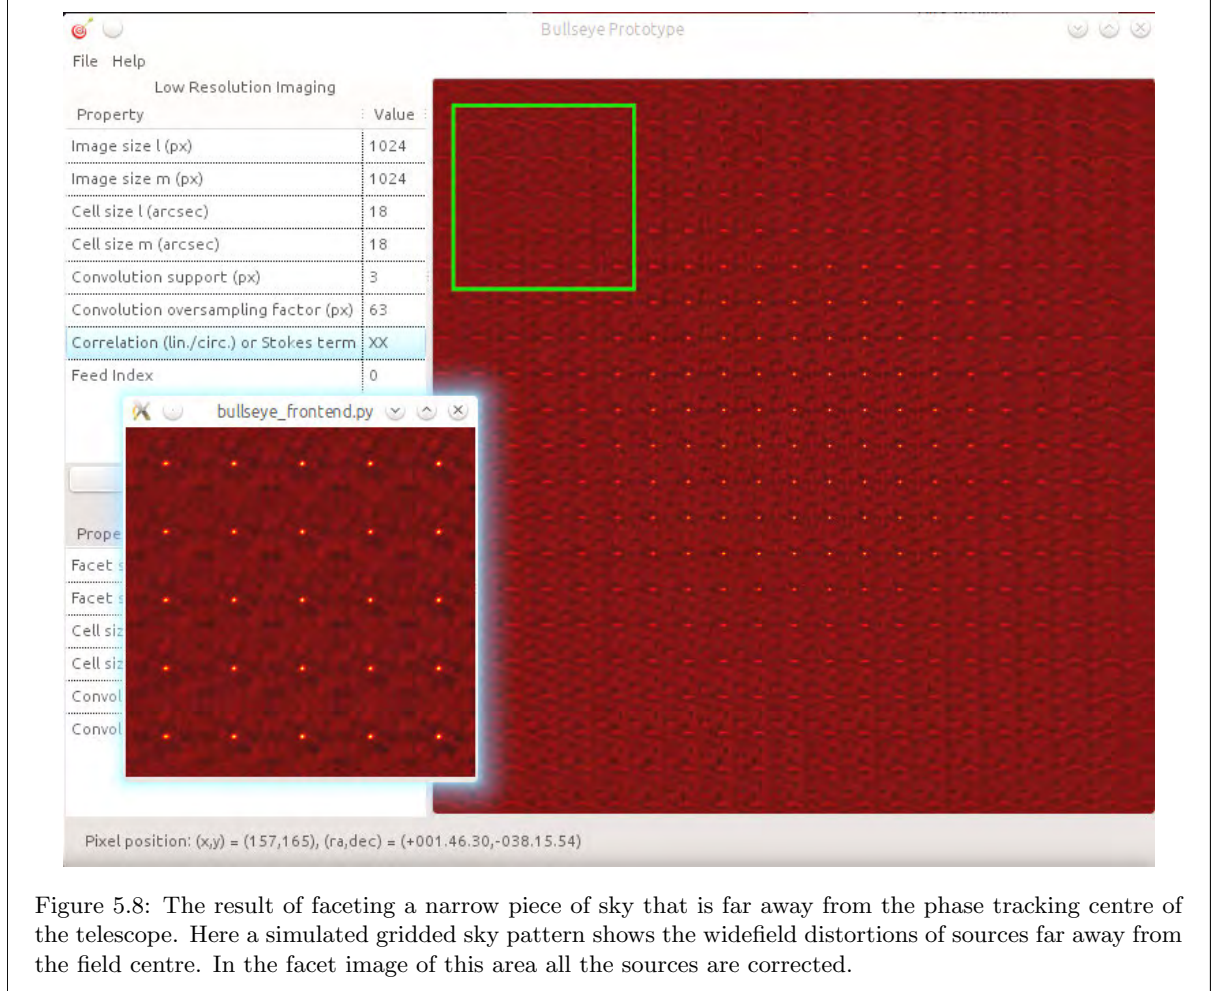 Bullseye Prototype
File Help
Low Resolution Imaging
Property Value
Image size l (px) 1024
Image size m (px) 1024
Cell size l (arcsec) 18
Cell size m (arcsec) 18
Convolution support (px) 3
Convolution oversampling factor (px) 63
Correlation (lin./circ.) or Stokes term XX
Feed Index 0
bullseye_frontend.py
Prope
Facet s
Facet s
Cell siz
Cell siz
Convol
Convol
Pixel position: (x,y) = (157,165), (ra,dec) = (+001.46.30,-038.15.54)
Figure 5.8: The result of faceting a narrow piece of sky that is far away from the phase tracking centre of
the telescope. Here a simulated gridded sky pattern shows the widefield distortions of sources far away from
the field centre. In the facet image of this area all the sources are corrected.